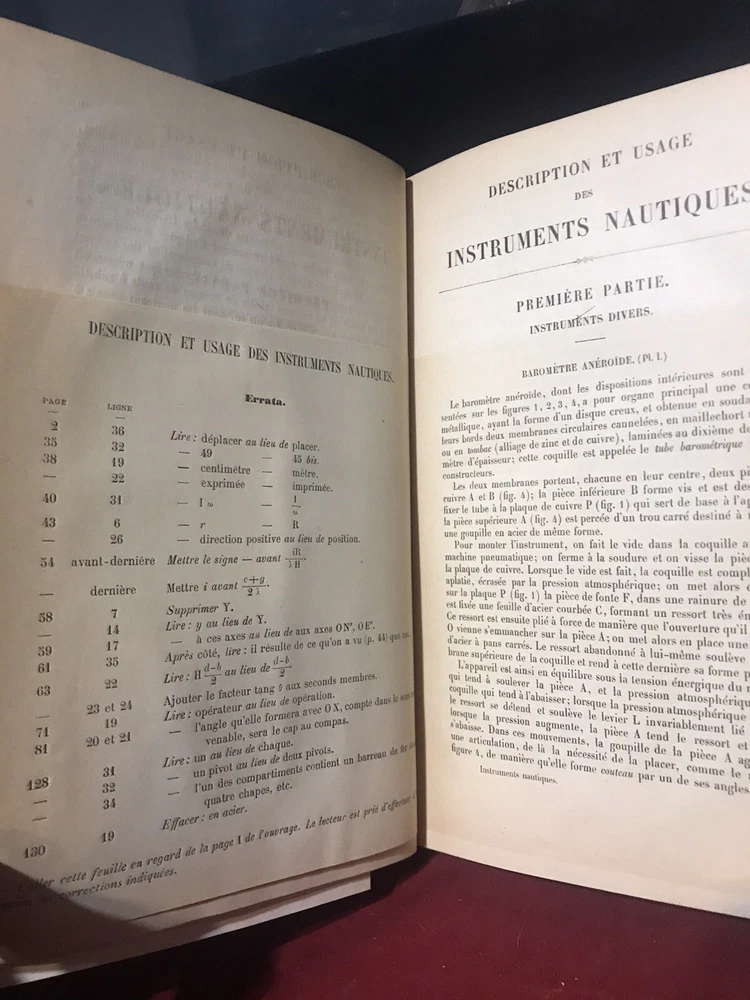 DESCRIPTION ET USAGE DES INSTRUMENTS NAUTIQUES.
Errata.
PAGE LIGNE
2 36 Lire : déplacer au lieu de placer.
35 32 — 49 — 45 bis.
38 19 — centimètre — mètre.
— 22 — exprimée — imprimée.
40 31 — I — I
43 6 — r — R
— 26 — direction positive au lieu de position.
54 avant-dernière Mettre le signe — avant
— dernière Mettre i avant c+g / 2 λ.
58 7 Supprimer Y.
— 14 Lire : y au lieu de Y.
59 17 — à ces axes au lieu de aux axes ON', OE'.
61 35 Après côté, lire : il résulte de ce qu'on a vu (p. 44) que
63 22 Lire : H d-b / 2 au lieu de d-b / 2.
— 23 et 24 Ajouter le facteur tang aux seconds membres.
71 19 Lire : opérateur au lieu de opération.
81 20 et 21 — l'angle qu'elle formera avec OX, compté dans le sens
venable, sera le cap au compas.
128 31 Lire : un au lieu de chaque.
— 32 — un pivot au lieu de deux pivots.
— 34 — l'un des compartiments contient un barreau de fer
quatre chapes, etc.
130 19 Effacer : en acier.
cette feuille en regard de la page 1 de l'ouvrage. Le lecteur est prié d'effectuer
corrections indiquées.
DESCRIPTION ET USAGE
DES
INSTRUMENTS NAUTIQUES
PREMIÈRE PARTIE.
INSTRUMENTS DIVERS.
BAROMÈTRE ANÉROÏDE. (Pl. I.)
Le baromètre anéroïde, dont les dispositions intérieures sont
sentées sur les figures 1, 2, 3, 4, a pour organe principal une
métallique, ayant la forme d'un disque creux, et obtenue en
leurs bords deux membranes circulaires cannelées, en maillechort
ou en tombac (alliage de zinc et de cuivre), laminées au dixième de
mètre d'épaisseur; cette coquille est appelée le tube barométrique
constructeurs.
Les deux membranes portent, chacune en leur centre, deux
cuivre A et B (fig. 4); la pièce inférieure B forme vis et est
fixer le tube à la plaque de cuivre P (fig. 1) qui sert de base à
la pièce supérieure A (fig. 4) est percée d'un trou carré destiné à
une goupille en acier de même forme.
Pour monter l'instrument, on fait le vide dans la coquille
machine pneumatique; on ferme à la soudure et on visse la
la plaque de cuivre. Lorsque le vide est fait, la coquille est
aplatie, écrasée par la pression atmosphérique; on met alors
sur la plaque P (fig. 1) la pièce de fonte F, dans une rainure de
est fixée une feuille d'acier courbée C, formant un ressort très
Ce ressort est ensuite plié à force de manière que l'ouverture qu'il
O vienne s'emmancher sur la pièce A; on met alors en place une
d'acier à pans carrés. Le ressort abandonné à lui-même soulève
brane supérieure de la coquille et rend à cette dernière sa forme
L'appareil est ainsi en équilibre sous la tension énergique du
qui tend à soulever la pièce A, et la pression atmosphérique
coquille qui tend à l'abaisser; lorsque la pression atmosphérique
le ressort se détend et soulève le levier L invariablement lié
lorsque la pression augmente, la pièce A tend le ressort et
s'abaisse. Dans ces mouvements, la goupille de la pièce A
une articulation, de là la nécessité de la placer, comme le
figure 4, de manière qu'elle forme couteau par un de ses angles.
Instruments nautiques.